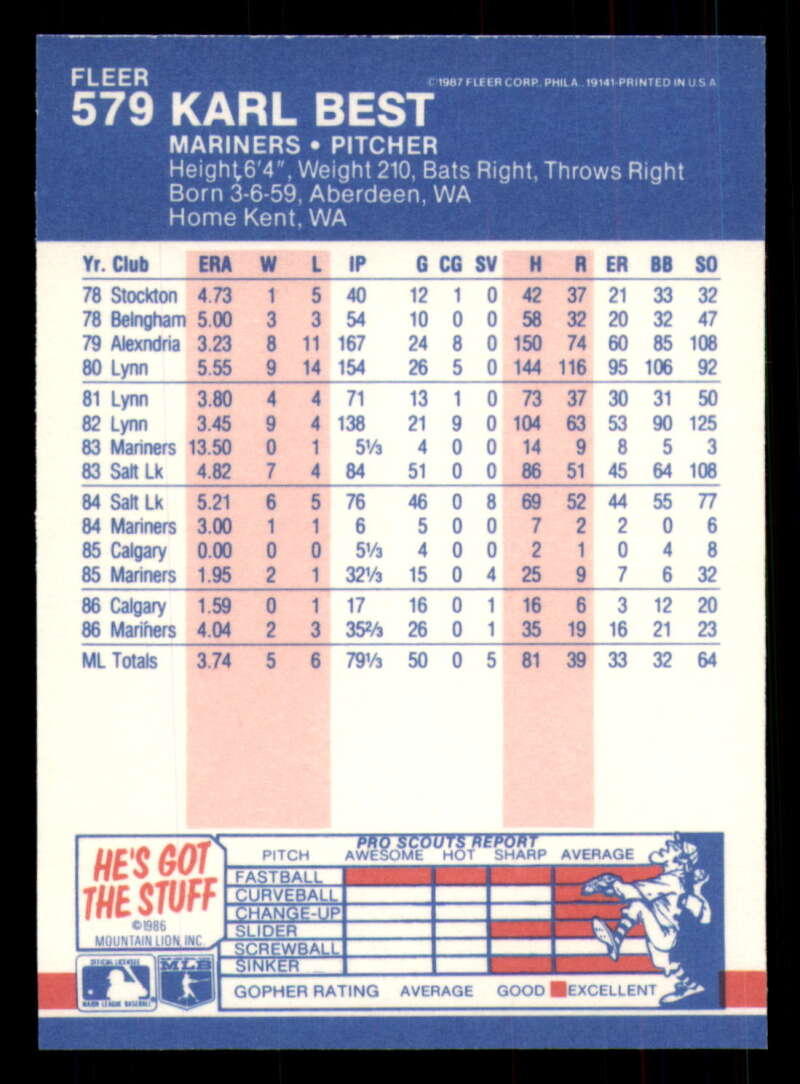 FLEER
©1987 FLEER CORP. PHILA. 19141-PRINTED IN U.S.A
579 KARL BEST
MARINERS • PITCHER
Height 6'4", Weight 210, Bats Right, Throws Right
Born 3-6-59, Aberdeen, WA
Home Kent, WA
Yr. Club ERA W L IP G CG SV H R ER BB SO
78 Stockton 4.73 1 5 40 12 1 0 42 37 21 33 32
78 Belngham 5.00 3 3 54 10 0 0 58 32 20 32 47
79 Alexndria 3.23 8 11 167 24 8 0 150 74 60 85 108
80 Lynn 5.55 9 14 154 26 5 0 144 116 95 106 92
81 Lynn 3.80 4 4 71 13 1 0 73 37 30 31 50
82 Lynn 3.45 9 4 138 21 9 0 104 63 53 90 125
83 Mariners 13.50 0 1 5⅓ 4 0 0 14 9 8 5 3
83 Salt Lk 4.82 7 4 84 51 0 0 86 51 45 64 108
84 Salt Lk 5.21 6 5 76 46 0 8 69 52 44 55 77
84 Mariners 3.00 1 1 6 5 0 0 7 2 2 0 6
85 Calgary 0.00 0 0 5⅓ 4 0 0 2 1 0 4 8
85 Mariners 1.95 2 1 32⅓ 15 0 4 25 9 7 6 32
86 Calgary 1.59 0 1 17 16 0 1 16 6 3 12 20
86 Mariners 4.04 2 3 35⅔ 26 0 1 35 19 16 21 23
ML Totals 3.74 5 6 79⅓ 50 0 5 81 39 33 32 64
HE'S GOT
THE STUFF
©1986
MOUNTAIN LION, INC.
OFFICIAL LICENSEE
MAJOR LEAGUE BASEBALL
MLB
PRO SCOUTS REPORT
PITCH AWESOME HOT SHARP AVERAGE
FASTBALL
CURVEBALL
CHANGE-UP
SLIDER
SCREWBALL
SINKER
GOPHER RATING AVERAGE GOOD EXCELLENT